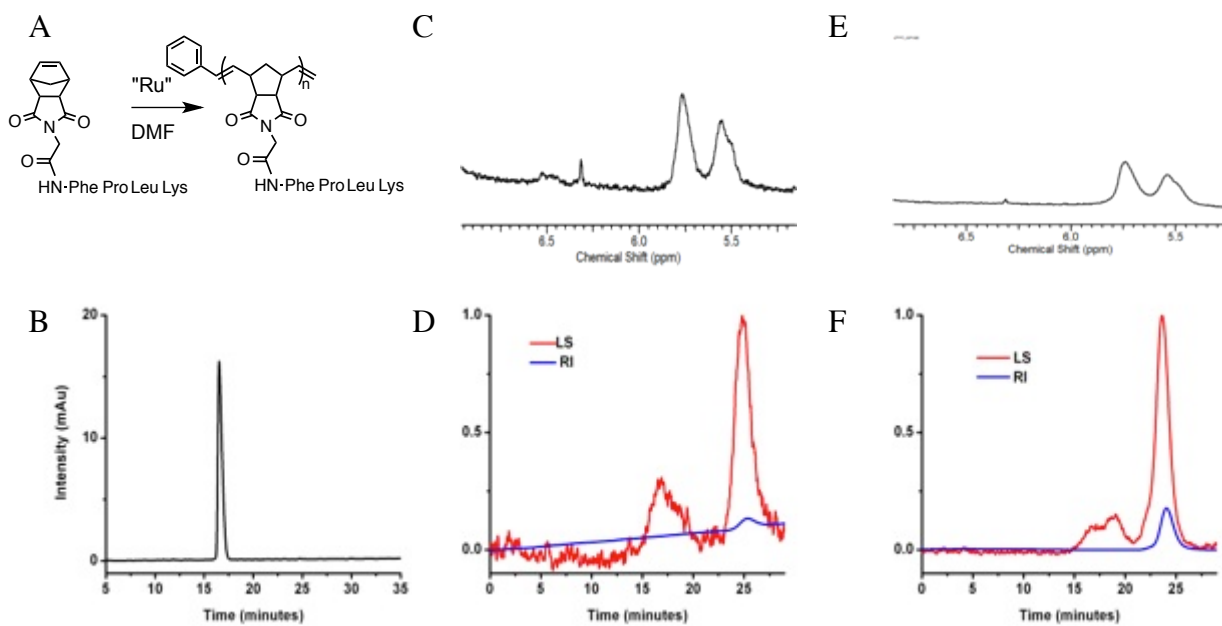 A
"Ru"
DMF
n
O
N
O
O
HN-Phe Pro Leu Lys
O
N
O
O
HN-Phe Pro Leu Lys
C
6.5
6.0
5.5
Chemical Shift (ppm)
E
6.5
6.0
5.5
Chemical Shift (ppm)
B
20
10
0
Intensity (mAu)
5
10
15
20
25
30
35
Time (minutes)
D
1.0
0.5
0.0
LS
RI
0
5
10
15
20
25
Time (minutes)
F
1.0
0.5
0.0
LS
RI
0
5
10
15
20
25
Time (minutes)